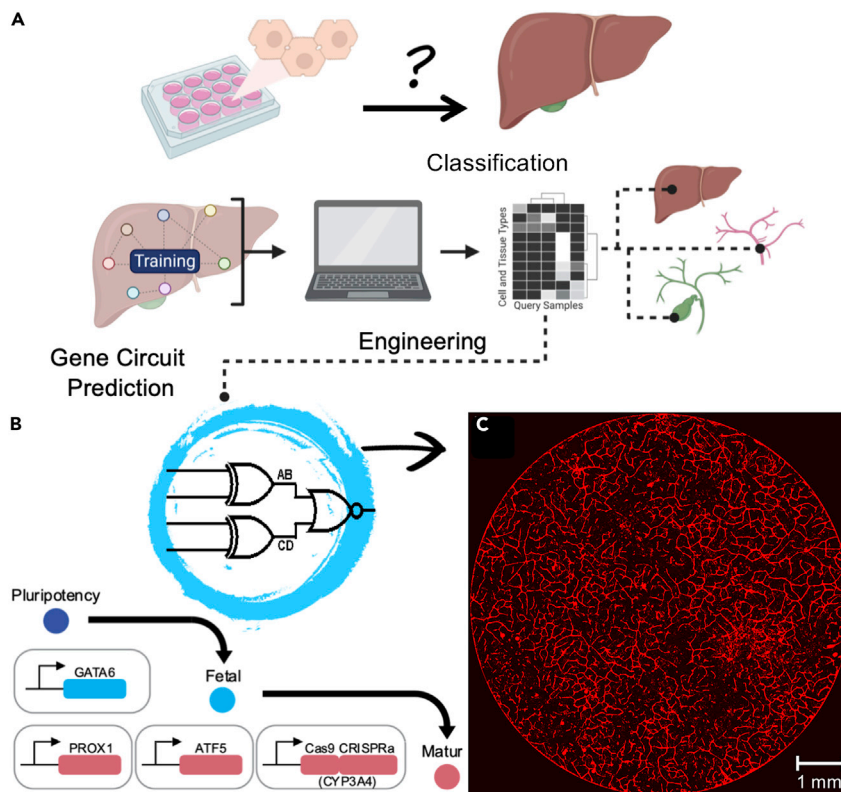 A
?
Classification
Training
Cell and Tissue Types
Query Samples
Engineering
Gene Circuit
Prediction
B
C
AB
CD
Pluripotency
GATA6
Fetal
PROX1
ATF5
Cas9 CRISPRa
(CYP3A4)
Matur
1 mm